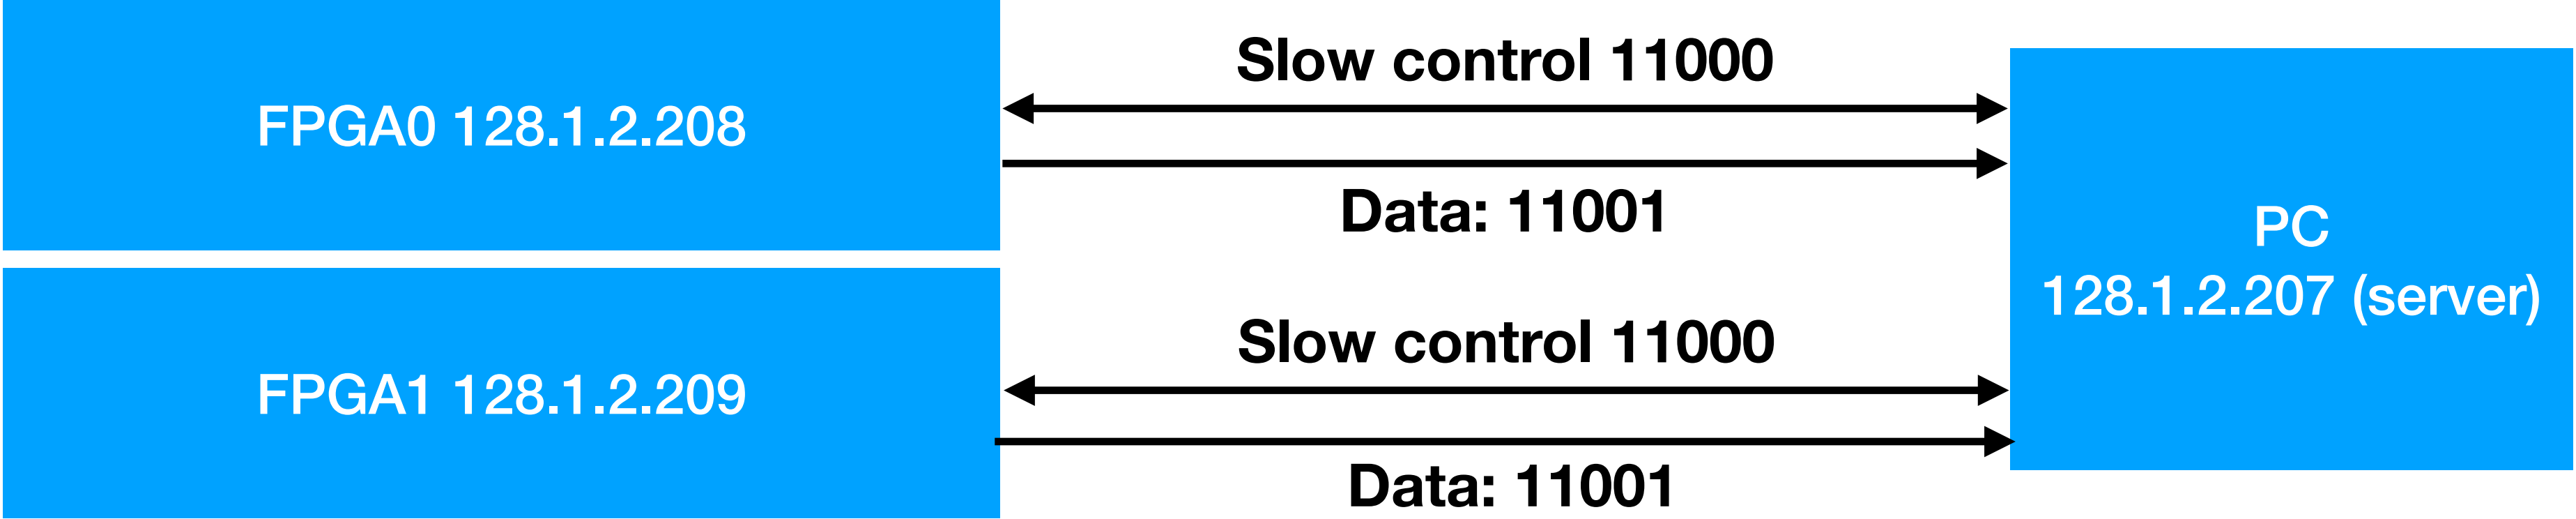 FPGA0 128.1.2.208
Slow control 11000
Data: 11001
PC
128.1.2.207 (server)
FPGA1 128.1.2.209
Slow control 11000
Data: 11001